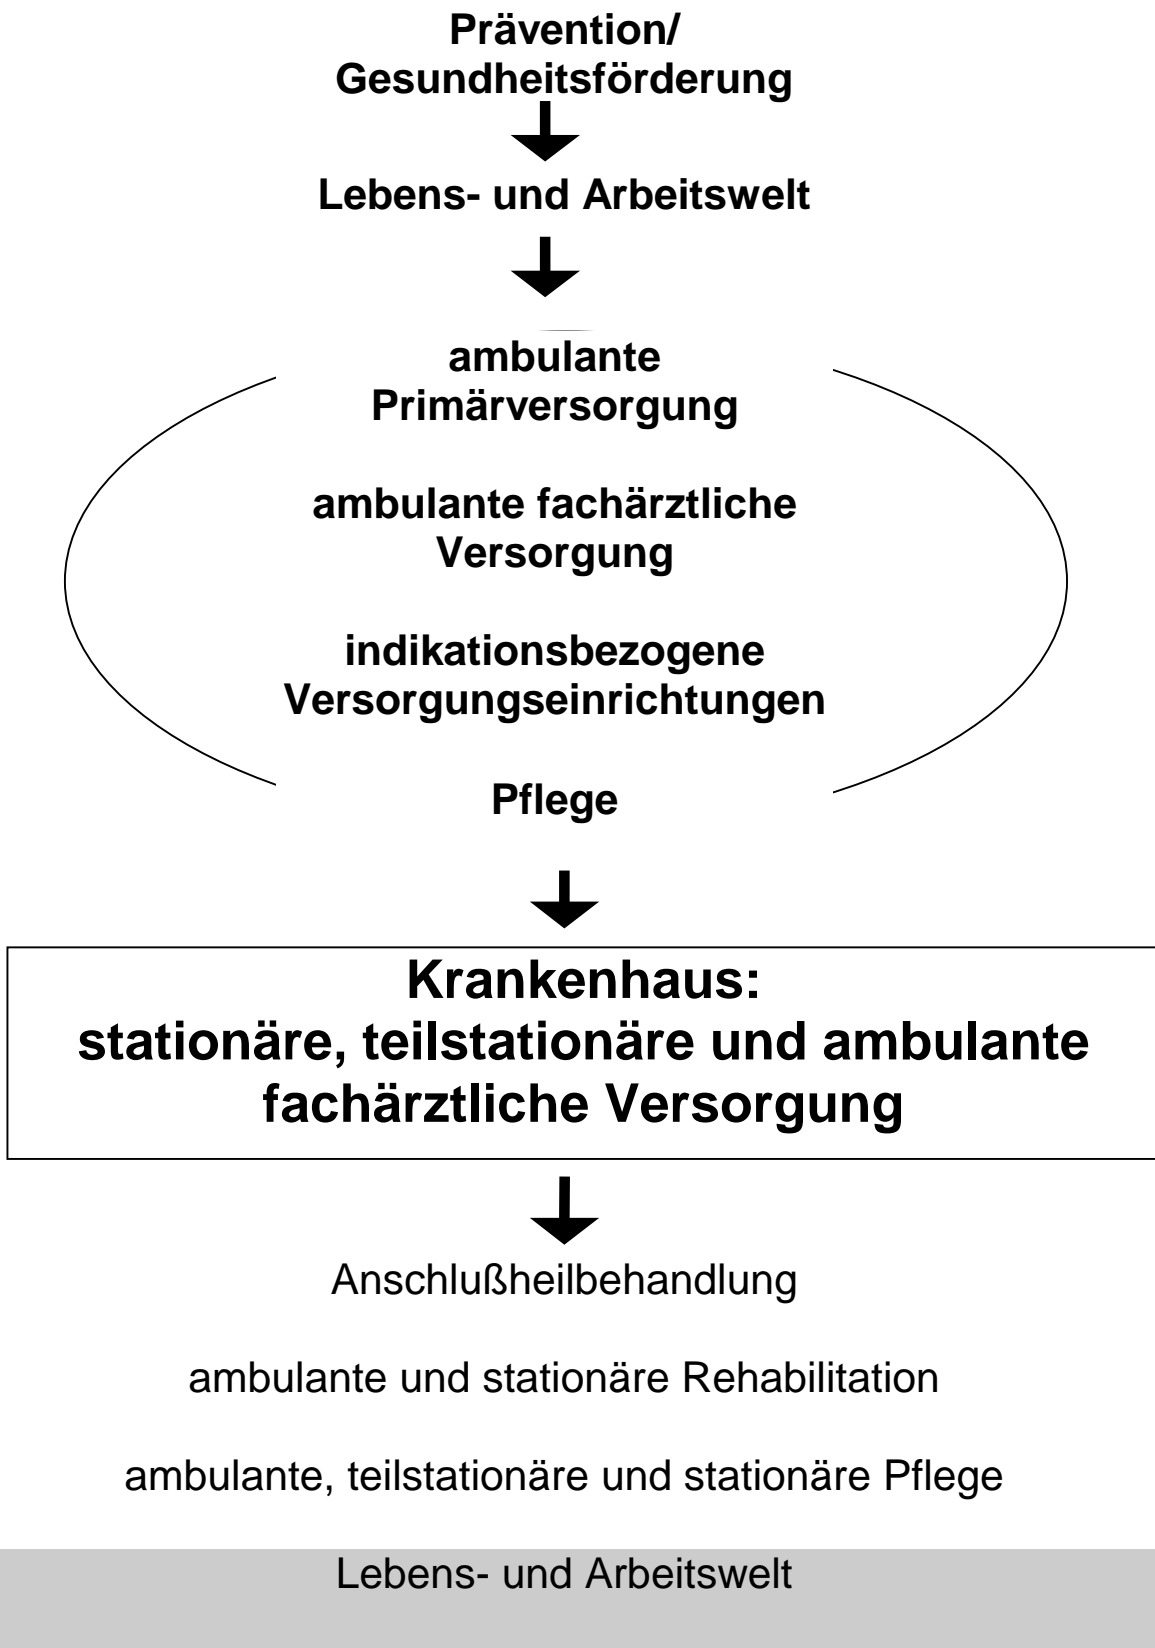 Prävention/
Gesundheitsförderung
Lebens- und Arbeitswelt
ambulante
Primärversorgung
ambulante fachärztliche
Versorgung
indikationsbezogene
Versorgungseinrichtungen
Pflege
Krankenhaus:
stationäre, teilstationäre und ambulante
fachärztliche Versorgung
Anschlußheilbehandlung
ambulante und stationäre Rehabilitation
ambulante, teilstationäre und stationäre Pflege
Lebens- und Arbeitswelt